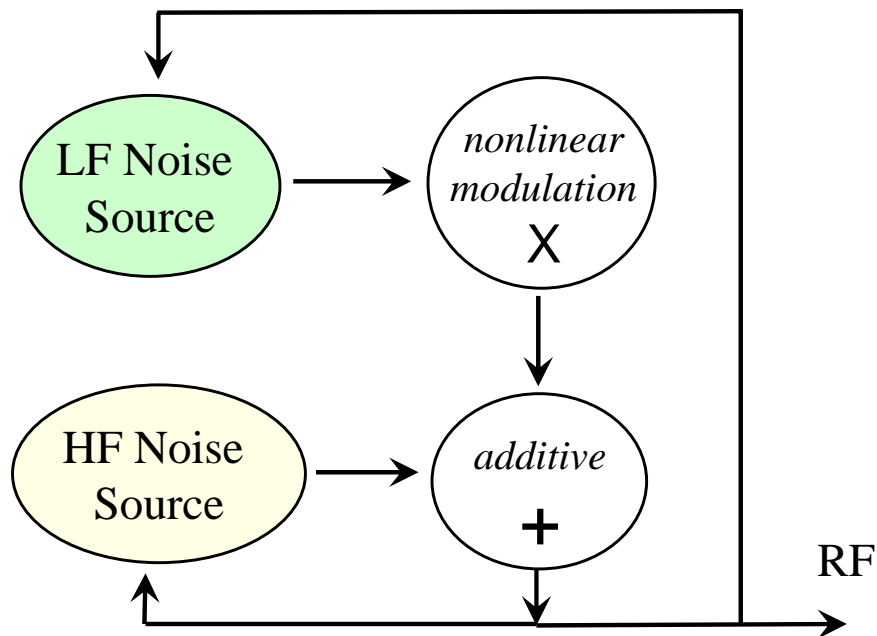 LF Noise
Source
nonlinear
modulation
X
HF Noise
Source
additive
+
RF